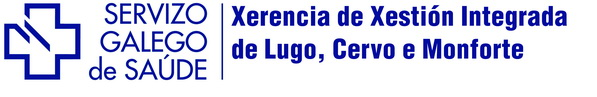 SERVIZO
GALEGO
de SAÚDE
Xerencia de Xestión Integrada
de Lugo, Cervo e Monforte